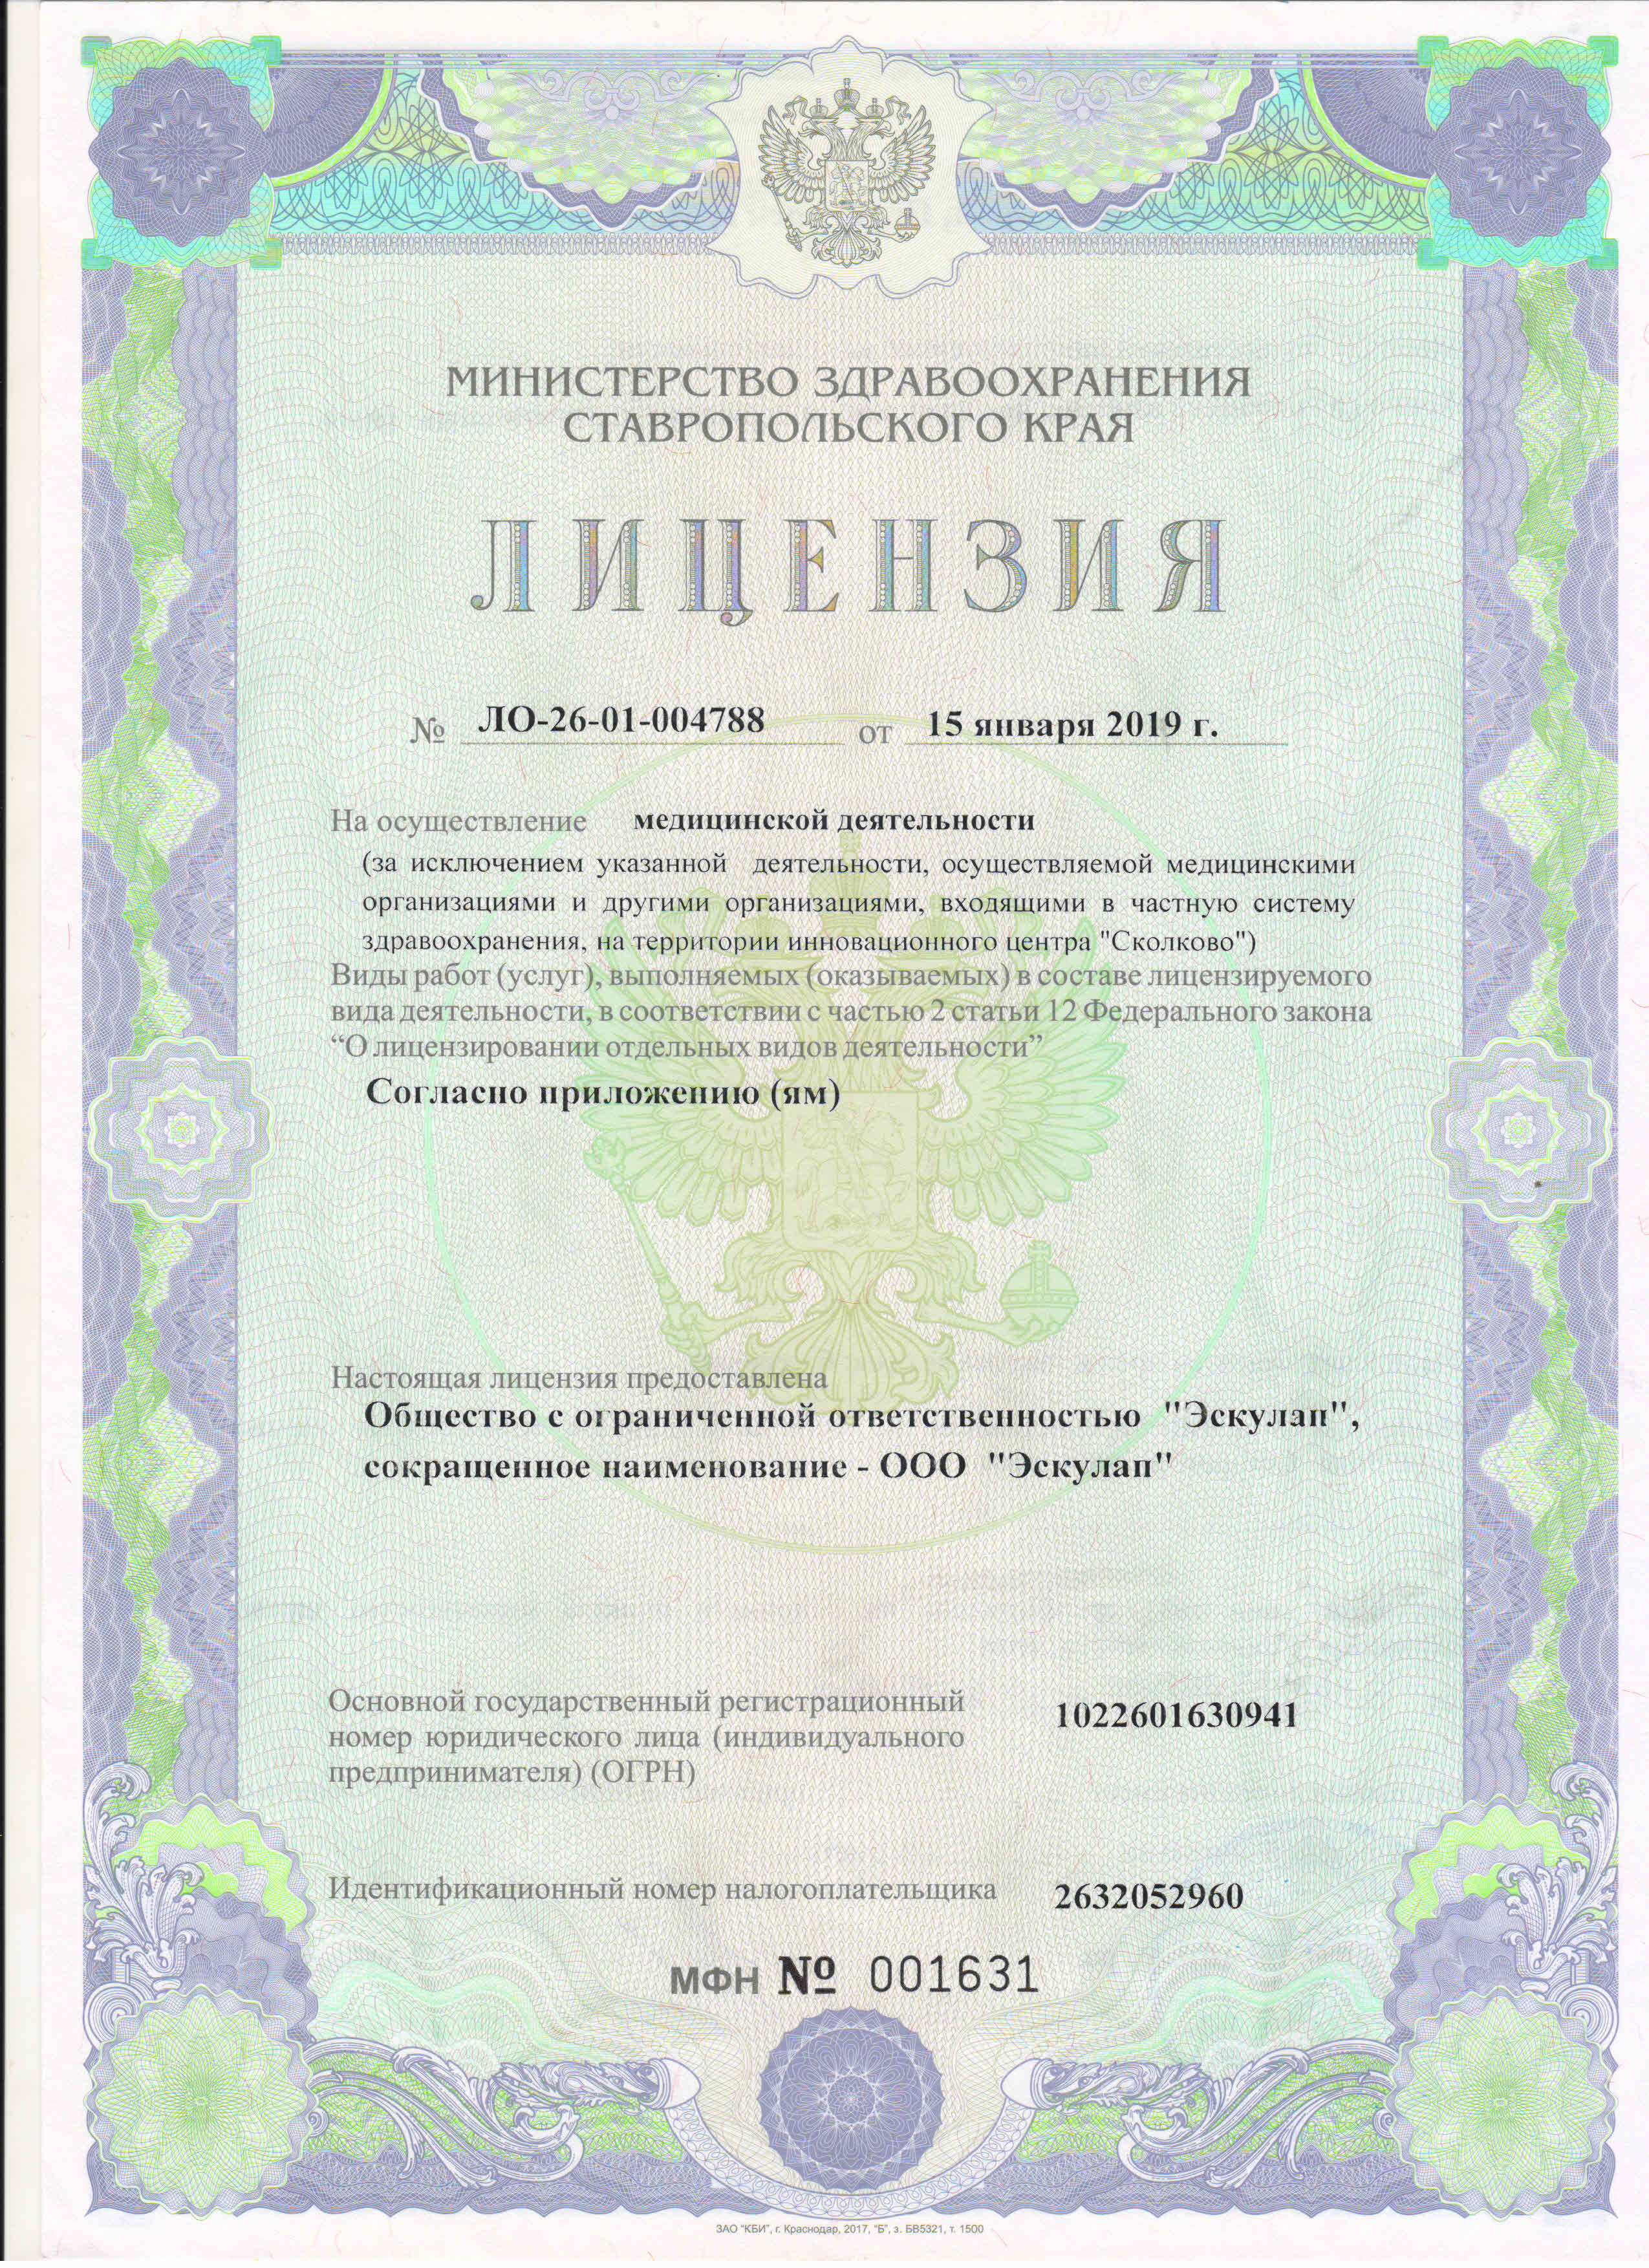 МИНИСТЕРСТВО ЗДРАВООХРАНЕНИЯ
СТАВРОПОЛЬСКОГО КРАЯ
ЛИЦЕНЗИЯ
№ ЛО-26-01-004788 от 15 января 2019 г.
На осуществление медицинской деятельности
(за исключением указанной деятельности, осуществляемой медицинскими
организациями и другими организациями, входящими в частную систему
здравоохранения, на территории инновационного центра "Сколково")
Виды работ (услуг), выполняемых (оказываемых) в составе лицензируемого
вида деятельности, в соответствии с частью 2 статьи 12 Федерального закона
“О лицензировании отдельных видов деятельности”
Согласно приложению (ям)
Настоящая лицензия предоставлена
Общество с ограниченной ответственностью "Эскулап",
сокращенное наименование - ООО "Эскулап"
Основной государственный регистрационный
номер юридического лица (индивидуального
предпринимателя) (ОГРН) 1022601630941
Идентификационный номер налогоплательщика 2632052960
МФН № 001631
ЗАО "КБИ", г. Краснодар, 2017, "Б", з. БВ5321, т. 1500